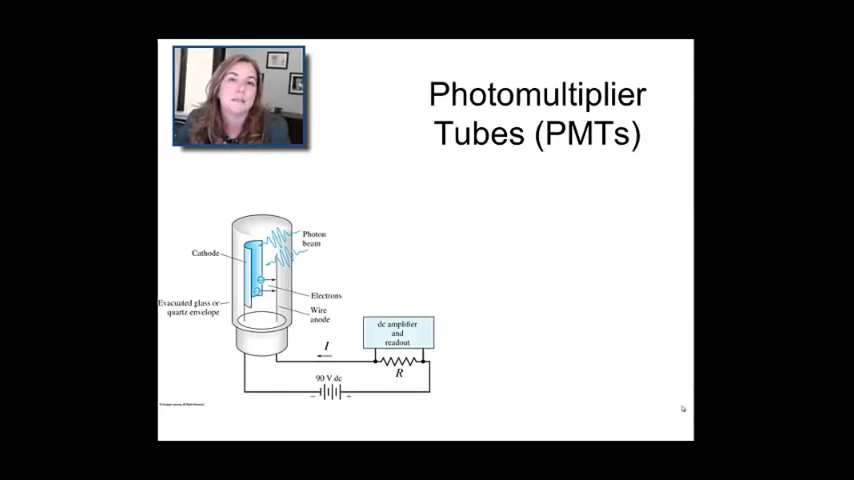 Photomultiplier
Tubes (PMTs)
Photon
beam
Cathode
Electrons
Evacuated glass or
quartz envelope
Wire
anode
dc amplifier
and
readout
I
R
90 V dc
− +